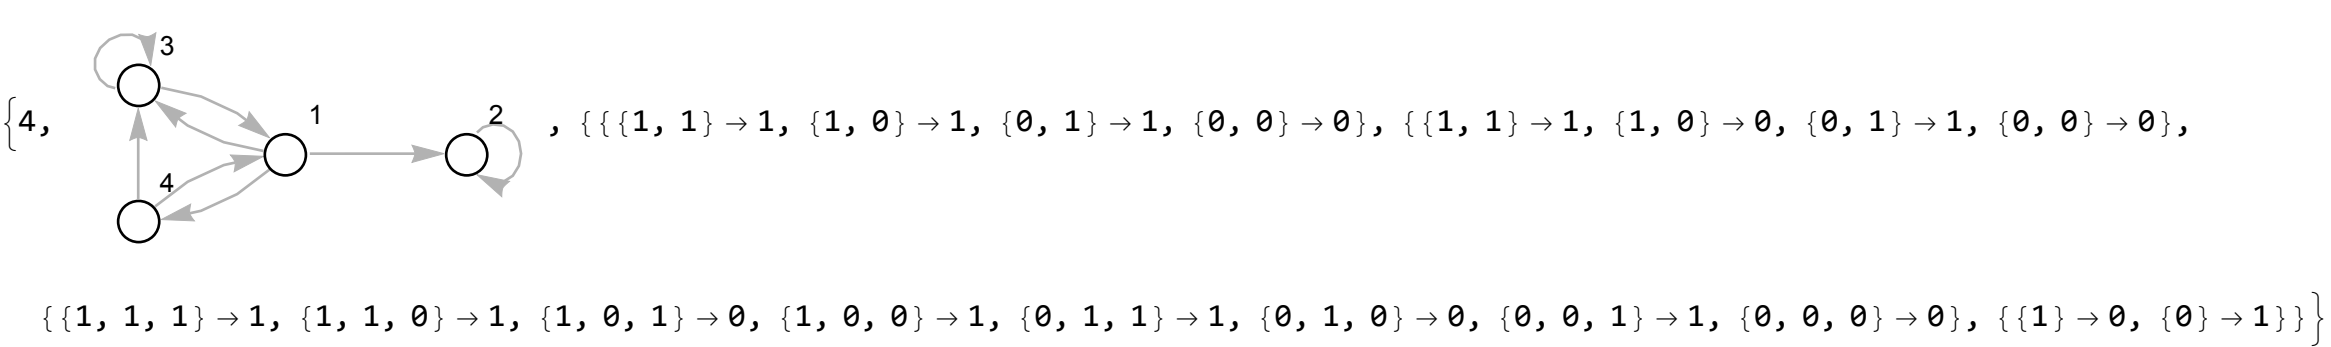 3
1
2
{4, , {{{1, 1} → 1, {1, 0} → 1, {0, 1} → 1, {0, 0} → 0}, {{1, 1} → 1, {1, 0} → 0, {0, 1} → 1, {0, 0} → 0},
4
{{1, 1, 1} → 1, {1, 1, 0} → 1, {1, 0, 1} → 0, {1, 0, 0} → 1, {0, 1, 1} → 1, {0, 1, 0} → 0, {0, 0, 1} → 1, {0, 0, 0} → 0}, {{1} → 0, {0} → 1}}}